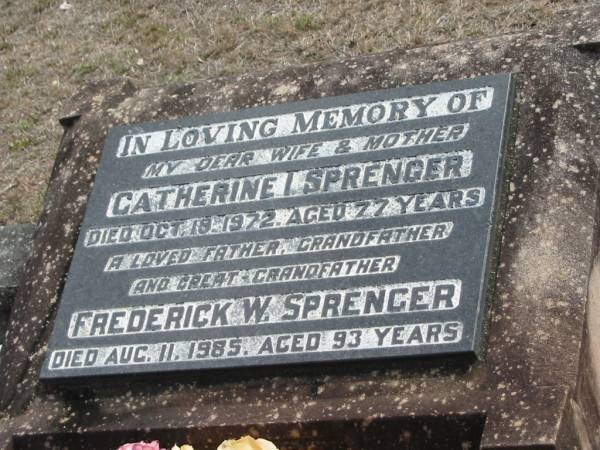 IN LOVING MEMORY OF
MY DEAR WIFE & MOTHER
CATHERINE I. SPRENGER
DIED OCT. 19, 1972. AGED 77 YEARS
A LOVED FATHER, GRANDFATHER
AND GREAT-GRANDFATHER
FREDERICK W. SPRENGER
DIED AUG. 11, 1985. AGED 93 YEARS